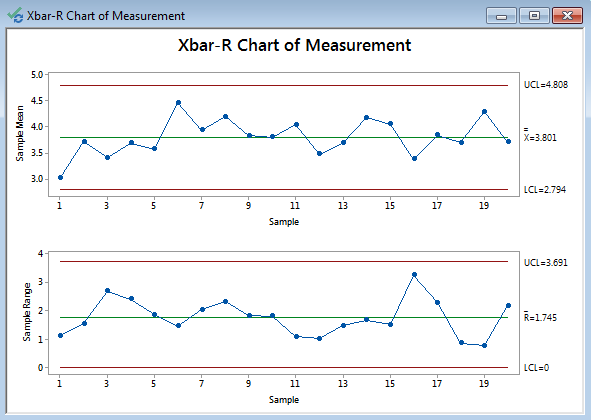 Xbar-R Chart of Measurement
Xbar-R Chart of Measurement
Sample Mean
5.0
4.5
4.0
3.5
3.0
UCL=4.808
X=3.801
LCL=2.794
1 3 5 7 9 11 13 15 17 19
Sample
Sample Range
4
3
2
1
0
UCL=3.691
R=1.745
LCL=0
1 3 5 7 9 11 13 15 17 19
Sample